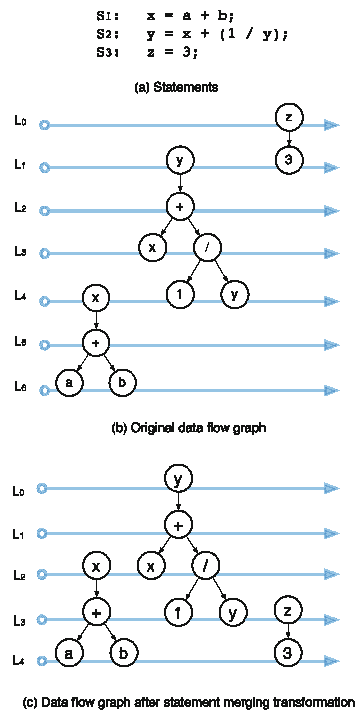 S1: x = a + b;
S2: y = x + (1 / y);
S3: z = 3;
(a) Statements
L0 z
L1 y 3
L2 +
L3 x /
L4 x 1 y
L5 +
L6 a b
(b) Original data flow graph
L0 y
L1 +
L2 x x /
L3 + 1 y z
L4 a b 3
(c) Data flow graph after statement merging transformation